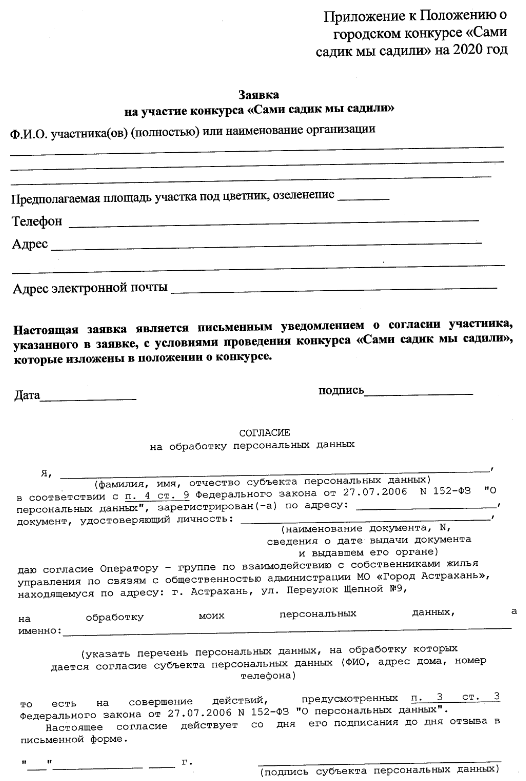 Приложение к Положению о
городском конкурсе «Сами
садик мы садили» на 2020 год
Заявка
на участие конкурса «Сами садик мы садили»
Ф.И.О. участника(ов) (полностью) или наименование организации
Предполагаемая площадь участка под цветник, озеленение
Телефон
Адрес
Адрес электронной почты
Настоящая заявка является письменным уведомлением о согласии участника,
указанного в заявке, с условиями проведения конкурса «Сами садик мы садили»,
которые изложены в положении о конкурсе.
Дата____________ подпись______________
СОГЛАСИЕ
на обработку персональных данных
Я, ________________________________,
(фамилия, имя, отчество субъекта персональных данных)
в соответствии с п. 4 ст. 9 Федерального закона от 27.07.2006 N 152-ФЗ "О
персональных данных", зарегистрирован(-а) по адресу: ____________________,
документ, удостоверяющий личность: ____________________________________,
(наименование документа, N,
сведения о дате выдачи документа
и выдавшем его органе)
даю согласие Оператору – группе по взаимодействию с собственниками жилья
управления по связям с общественностью администрации МО «Город Астрахань»,
находящемуся по адресу: г. Астрахань, ул. Переулок Щепной №9,
на обработку моих персональных данных, а
именно:
(указать перечень персональных данных, на обработку которых
дается согласие субъекта персональных данных (ФИО, адрес дома, номер
телефона)
то есть на совершение действий, предусмотренных п. 3 ст. 3
Федерального закона от 27.07.2006 N 152-ФЗ "О персональных данных".
Настоящее согласие действует со дня его подписания до дня отзыва в
письменной форме.
"___"______________ ____ г.
(подпись субъекта персональных данных)